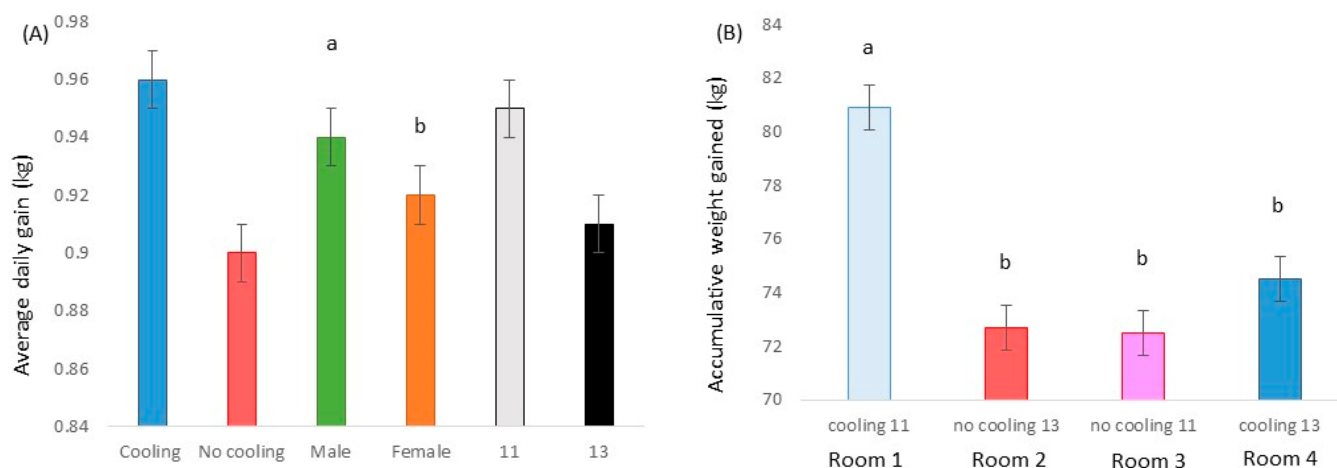 (A)
Average daily gain (kg)
0.98
0.96
0.94
0.92
0.9
0.88
0.86
0.84
a
b
Cooling No cooling Male Female 11 13
(B)
Accumulative weight gained (kg)
84
82
80
78
76
74
72
70
a
b
b
b
cooling 11 no cooling 13 no cooling 11 cooling 13
Room 1 Room 2 Room 3 Room 4